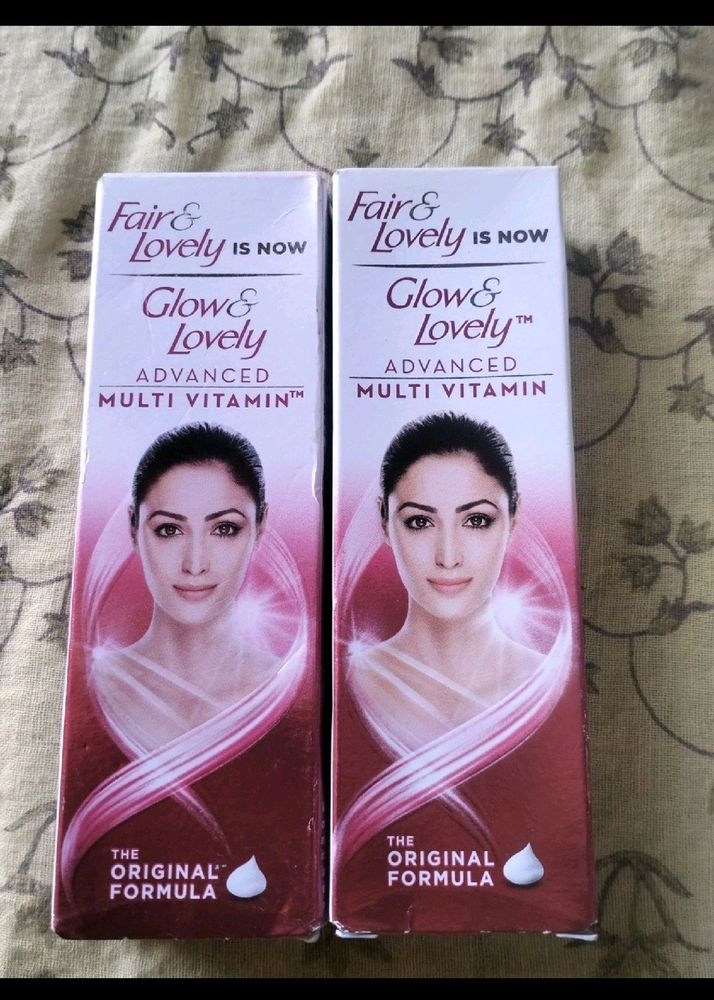 Fair &
Lovely IS NOW
Glow &
Lovely
ADVANCED
MULTI VITAMIN™
THE
ORIGINAL
FORMULA
Fair &
Lovely IS NOW
Glow &
Lovely™
ADVANCED
MULTI VITAMIN
THE
ORIGINAL
FORMULA